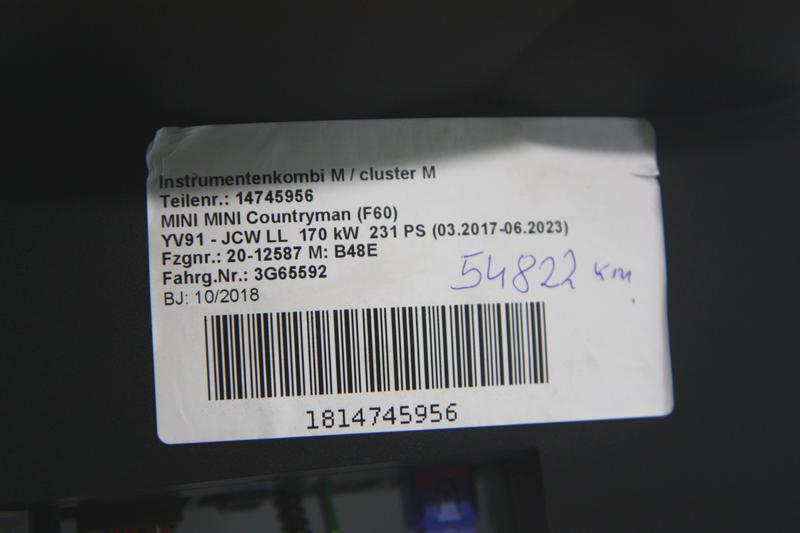 Instrumentenkombi M / cluster M
Teilenr.: 14745956
MINI MINI Countryman (F60)
YV91 - JCW LL 170 kW 231 PS (03.2017-06.2023)
Fzgnr.: 20-12587 M: B48E
Fahrg.Nr.: 3G65592
BJ: 10/2018
54822 km
1814745956